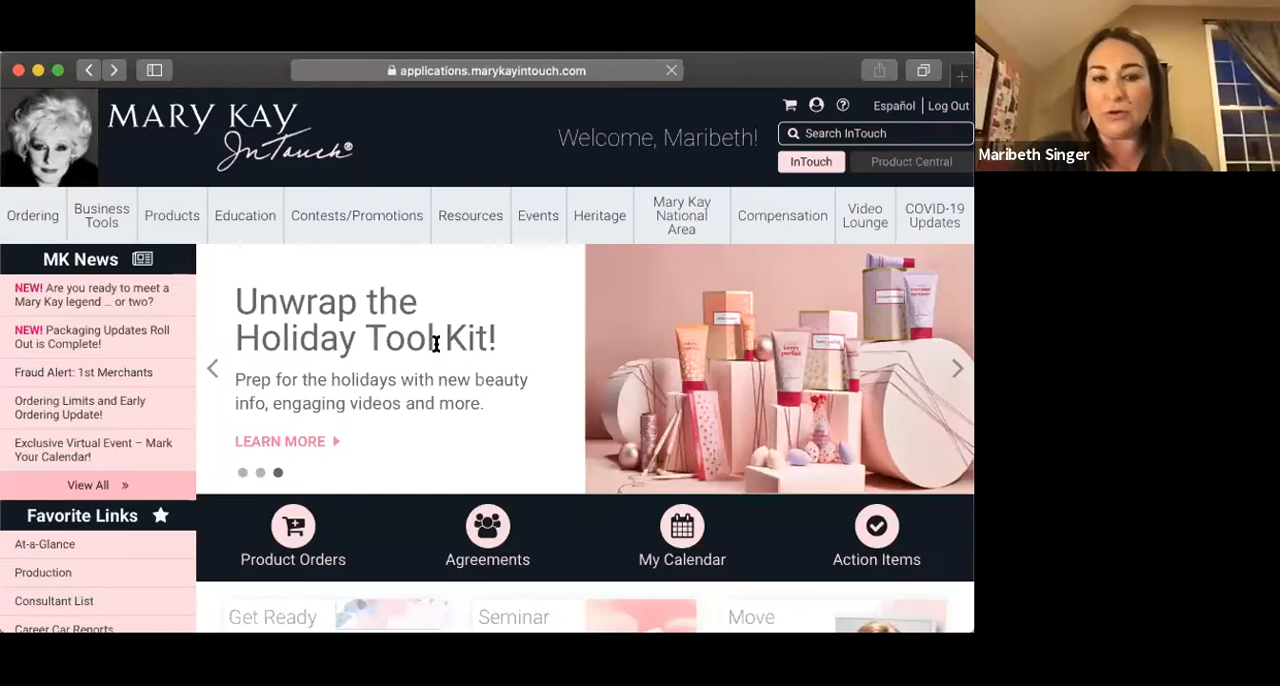 applications.marykayintouch.com
MARY KAY
InTouch®
Welcome, Maribeth!
Español | Log Out
Search InTouch
InTouch
Product Central
Maribeth Singer
Ordering
Business
Tools
Products
Education
Contests/Promotions
Resources
Events
Heritage
Mary Kay
National
Area
Compensation
Video
Lounge
COVID-19
Updates
MK News
NEW! Are you ready to meet a
Mary Kay legend ... or two?
NEW! Packaging Updates Roll
Out is Complete!
Fraud Alert: 1st Merchants
Ordering Limits and Early
Ordering Update!
Exclusive Virtual Event – Mark
Your Calendar!
View All »
Favorite Links
At-a-Glance
Production
Consultant List
Career Car Reports
Unwrap the
Holiday Tool Kit!
Prep for the holidays with new beauty
info, engaging videos and more.
LEARN MORE
Product Orders
Agreements
My Calendar
Action Items
Get Ready
Seminar
Move